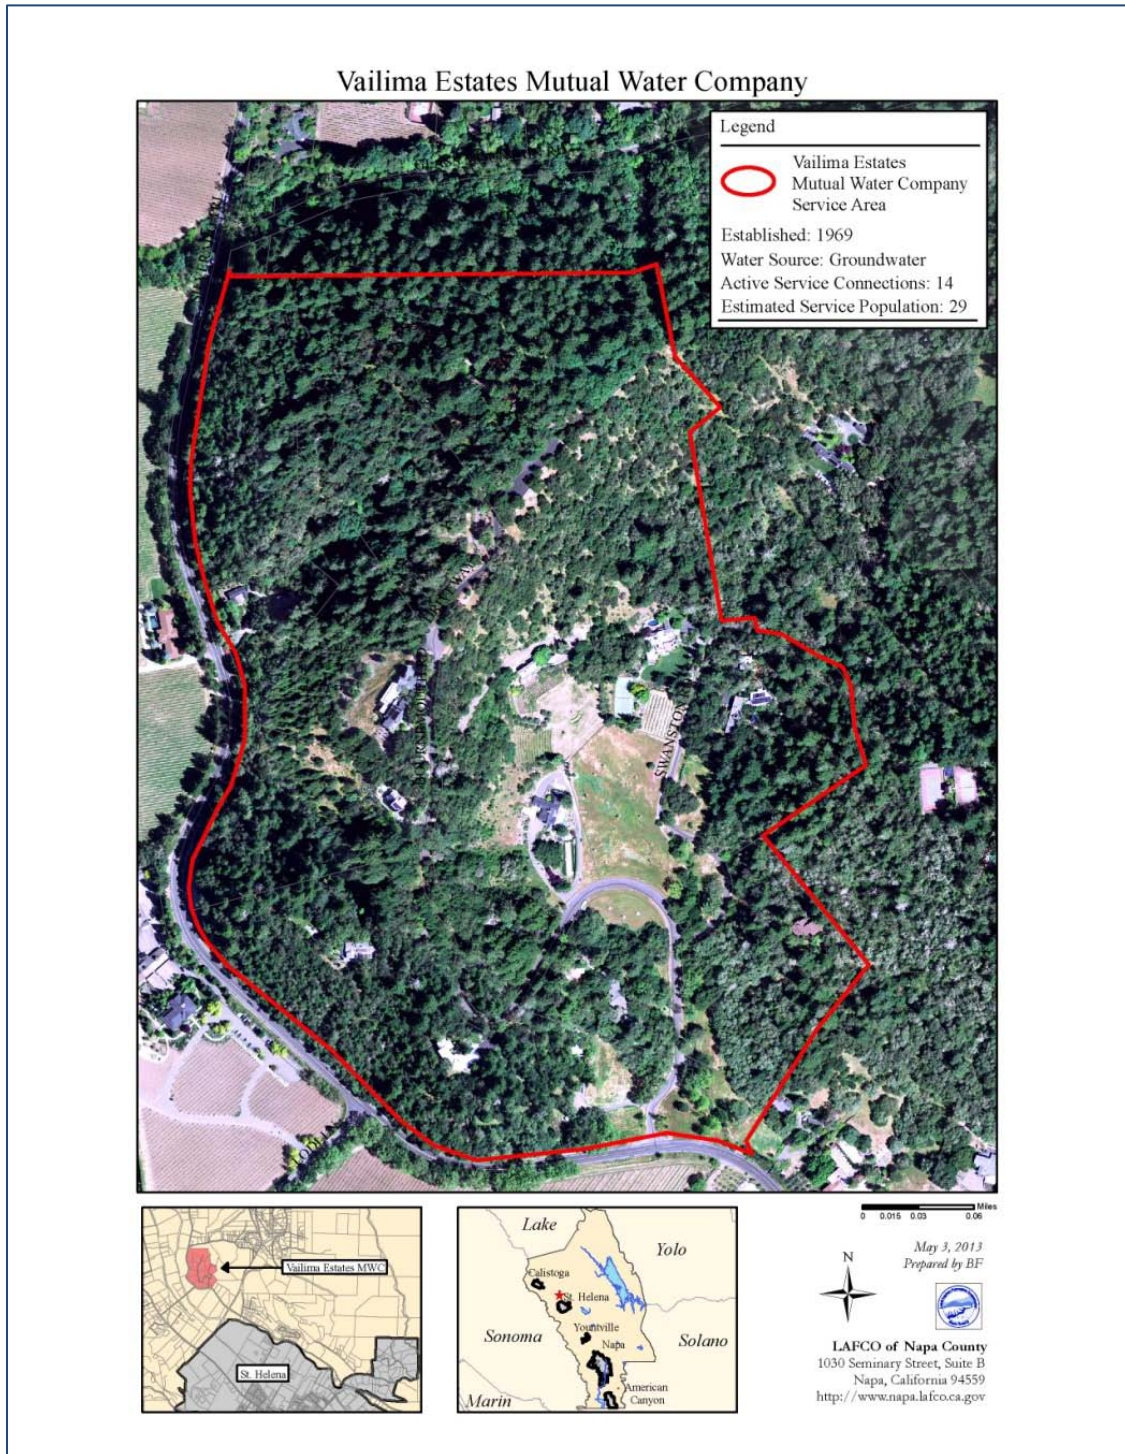 Vailima Estates Mutual Water Company
Legend
Vailima Estates
Mutual Water Company
Service Area
Established: 1969
Water Source: Groundwater
Active Service Connections: 14
Estimated Service Population: 29
SWANSTON
WAY
LODI
Vailima Estates MWC
St. Helena
Lake
Yolo
Calistoga
St. Helena
Yountville
Sonoma
Napa
Solano
American
Canyon
Marin
Miles
0 0.015 0.03 0.06
N
May 3, 2013
Prepared by BF
LAFCO of Napa County
1030 Seminary Street, Suite B
Napa, California 94559
http://www.napa.lafco.ca.gov